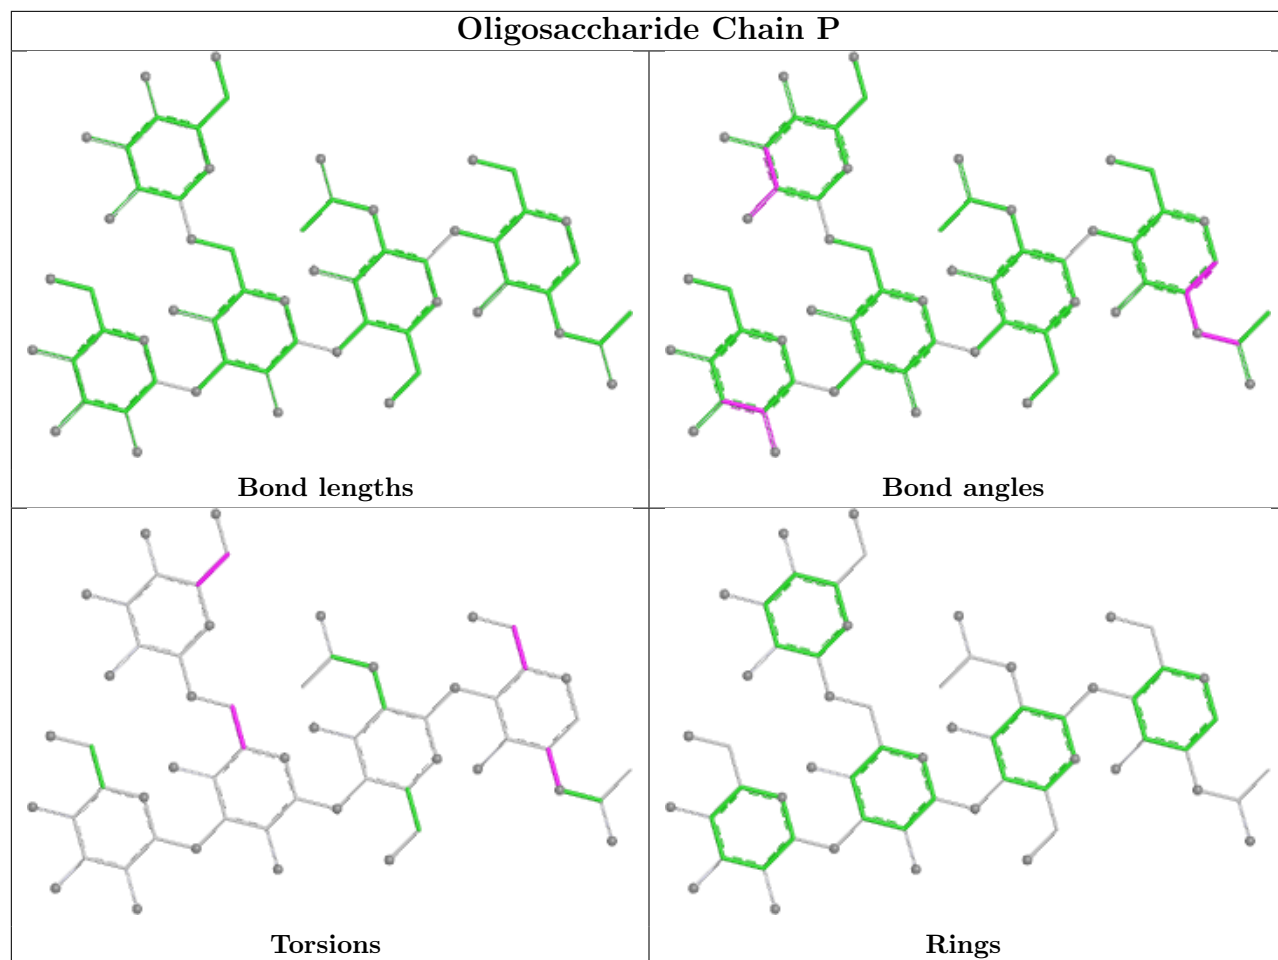 Oligosaccharide Chain P
Bond lengths
Bond angles
Torsions
Rings